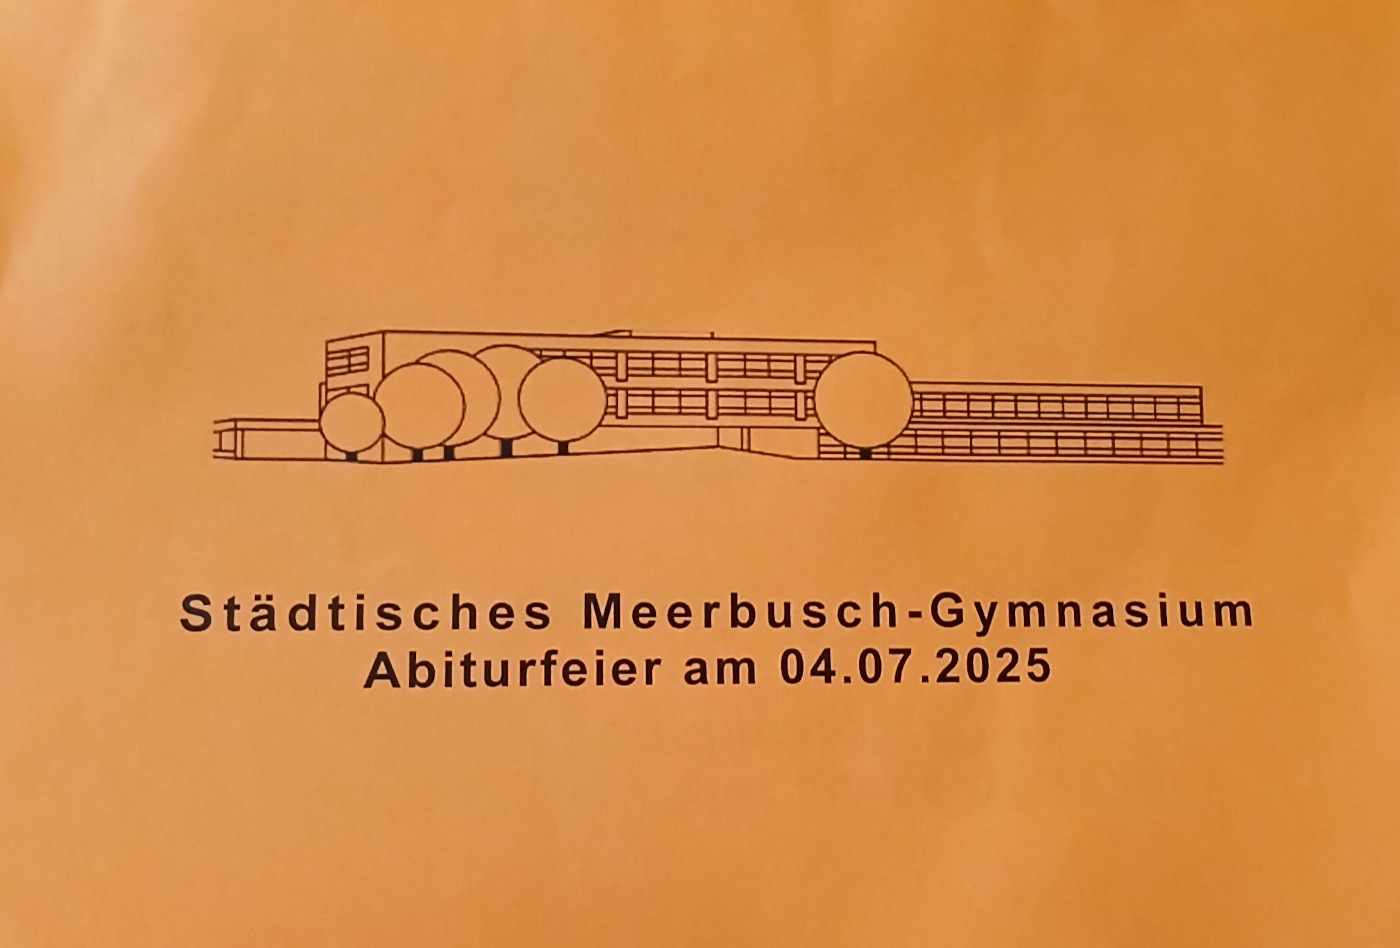 Städtisches Meerbusch-Gymnasium
Abiturfeier am 04.07.2025